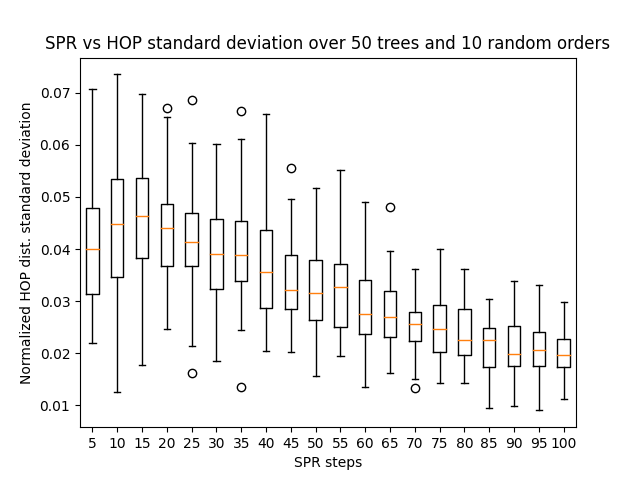 SPR vs HOP standard deviation over 50 trees and 10 random orders
Normalized HOP dist. standard deviation
0.07
0.06
0.05
0.04
0.03
0.02
0.01
5 10 15 20 25 30 35 40 45 50 55 60 65 70 75 80 85 90 95 100
SPR steps